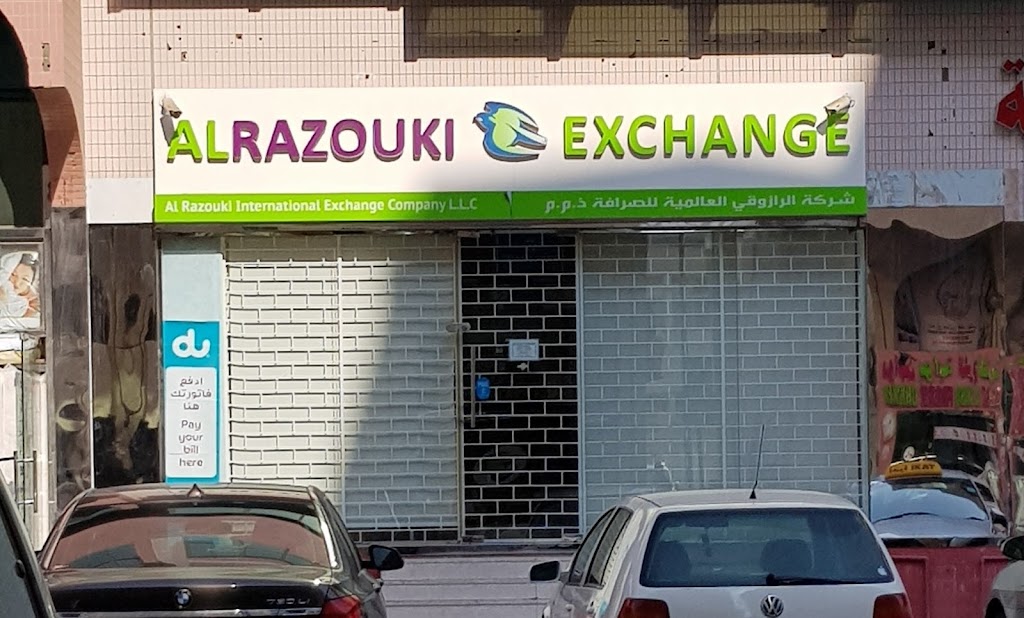 ALRAZOUKI EXCHANGE
Al Razouki International Exchange Company L.L.C
شركة الرازوقي العالمية للصرافة ذ.م.م
du
ادفع
فاتورتك
هنا
Pay
your
bill
here
TAXI